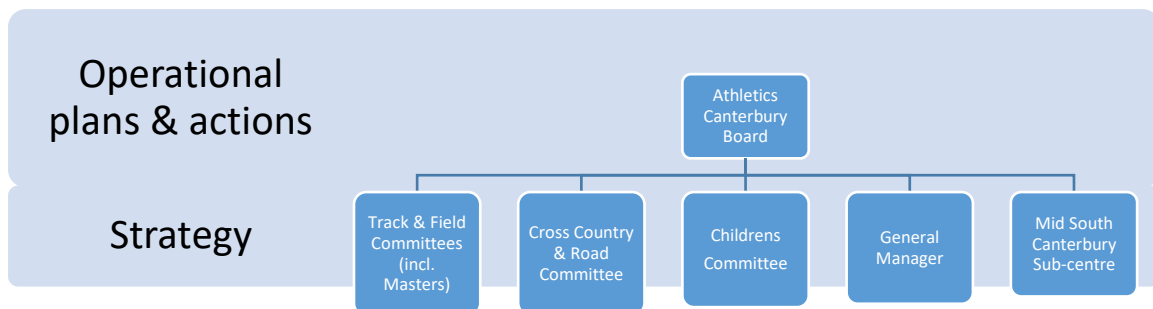 Operational
plans & actions
Athletics
Canterbury
Board
Strategy
Track & Field
Committees
(incl.
Masters)
Cross Country
& Road
Committee
Childrens
Committee
General
Manager
Mid South
Canterbury
Sub-centre